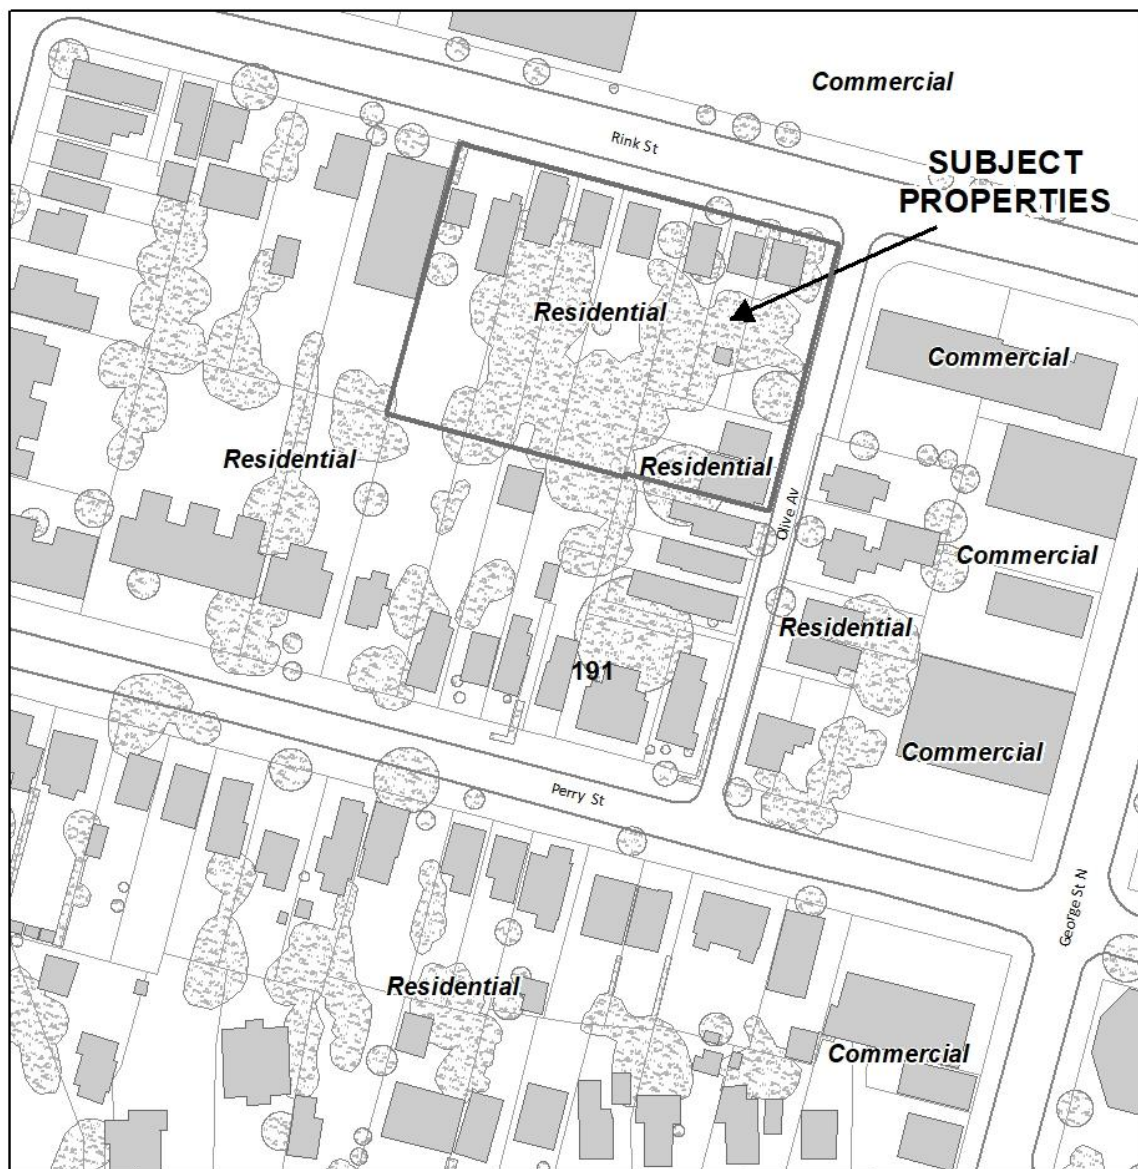 Commercial
Rink St
SUBJECT
PROPERTIES
Residential
Commercial
Residential
Residential
Olive Av
Commercial
Residential
191
Commercial
Perry St
George St N
Residential
Commercial